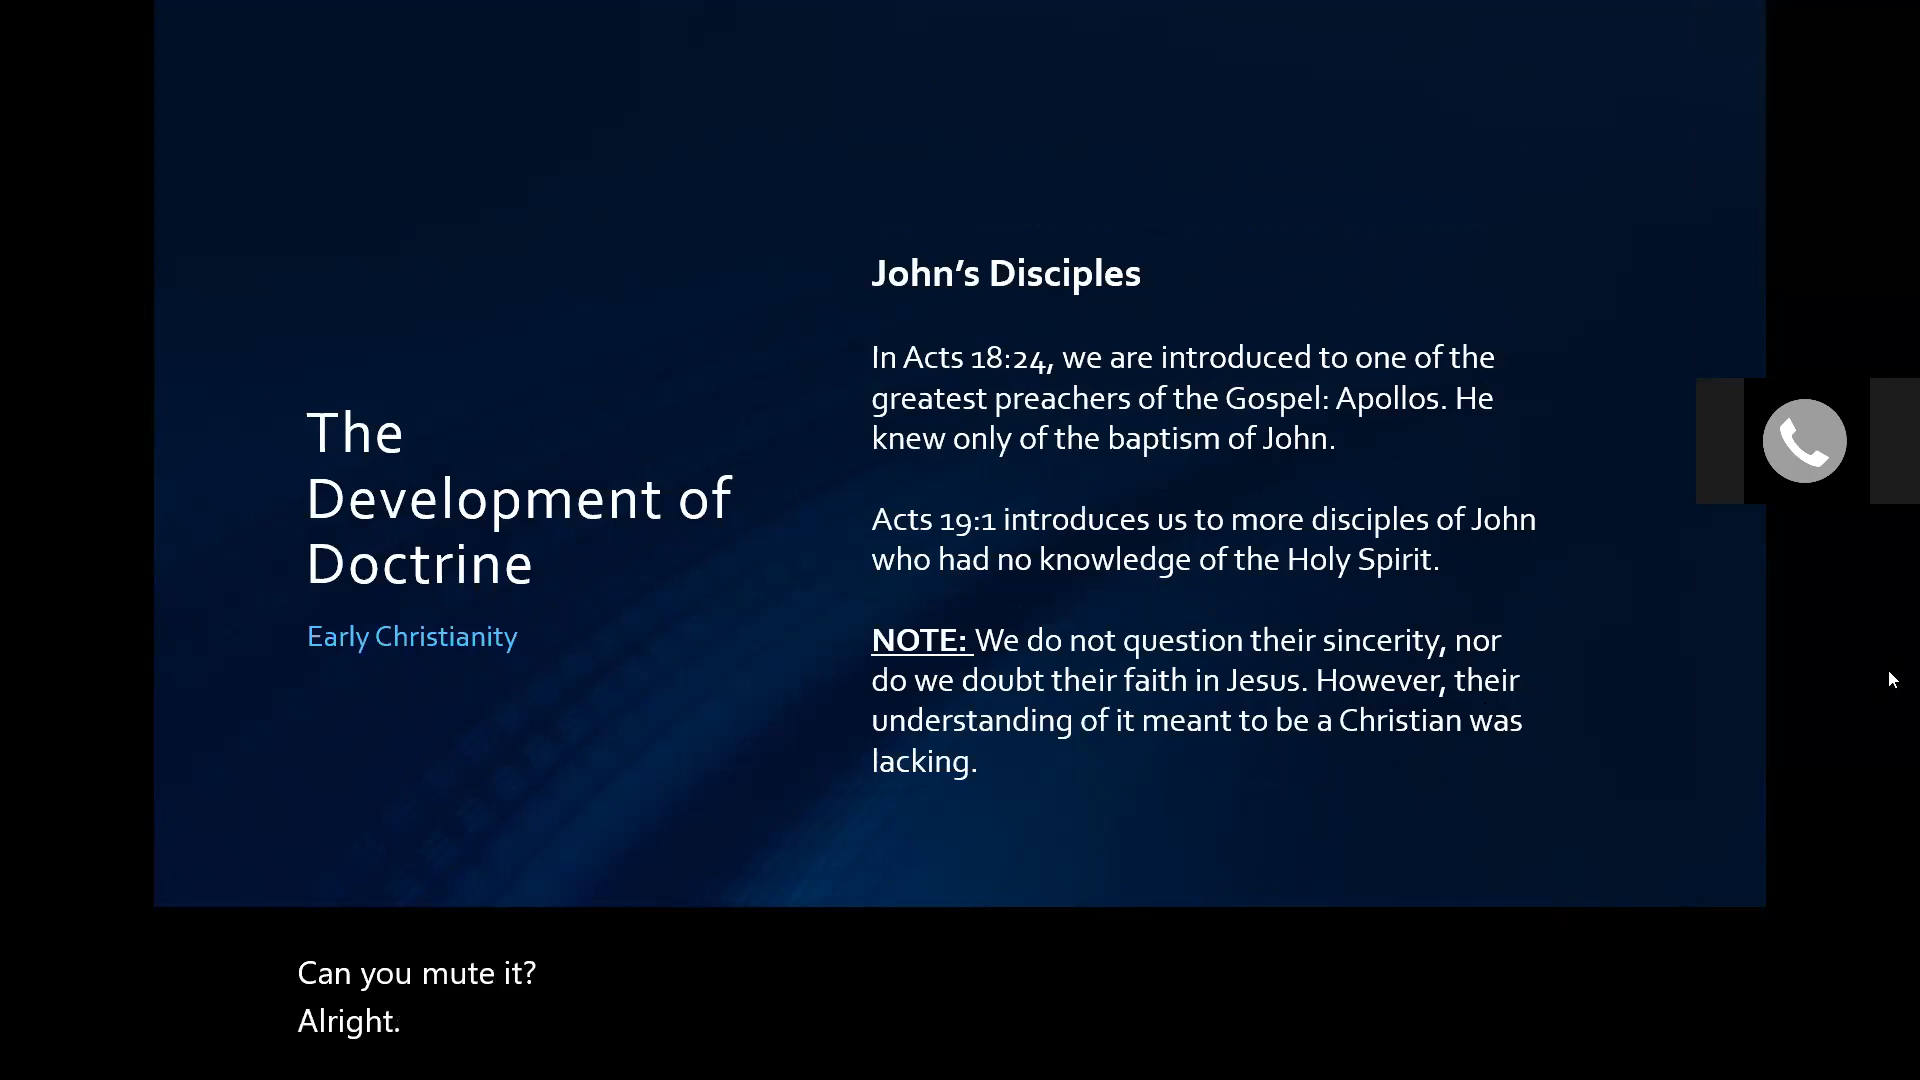 The
Development of
Doctrine
Early Christianity
John’s Disciples
In Acts 18:24, we are introduced to one of the
greatest preachers of the Gospel: Apollos. He
knew only of the baptism of John.
Acts 19:1 introduces us to more disciples of John
who had no knowledge of the Holy Spirit.
NOTE: We do not question their sincerity, nor
do we doubt their faith in Jesus. However, their
understanding of it meant to be a Christian was
lacking.
Can you mute it?
Alright.